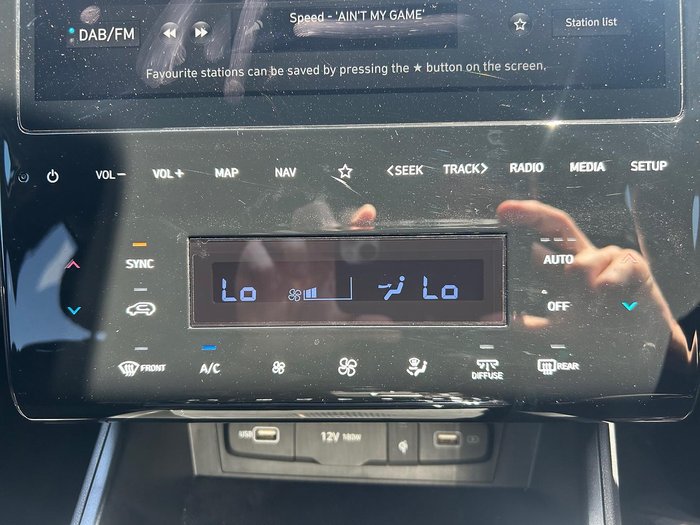 Speed - 'AIN'T MY GAME'
DAB/FM
Station list
Favourite stations can be saved by pressing the ★ button on the screen.
VOL− VOL+ MAP NAV <SEEK TRACK> RADIO MEDIA SETUP
SYNC
AUTO
Lo Lo
OFF
FRONT A/C DIFFUSE REAR
USB 12V 180W